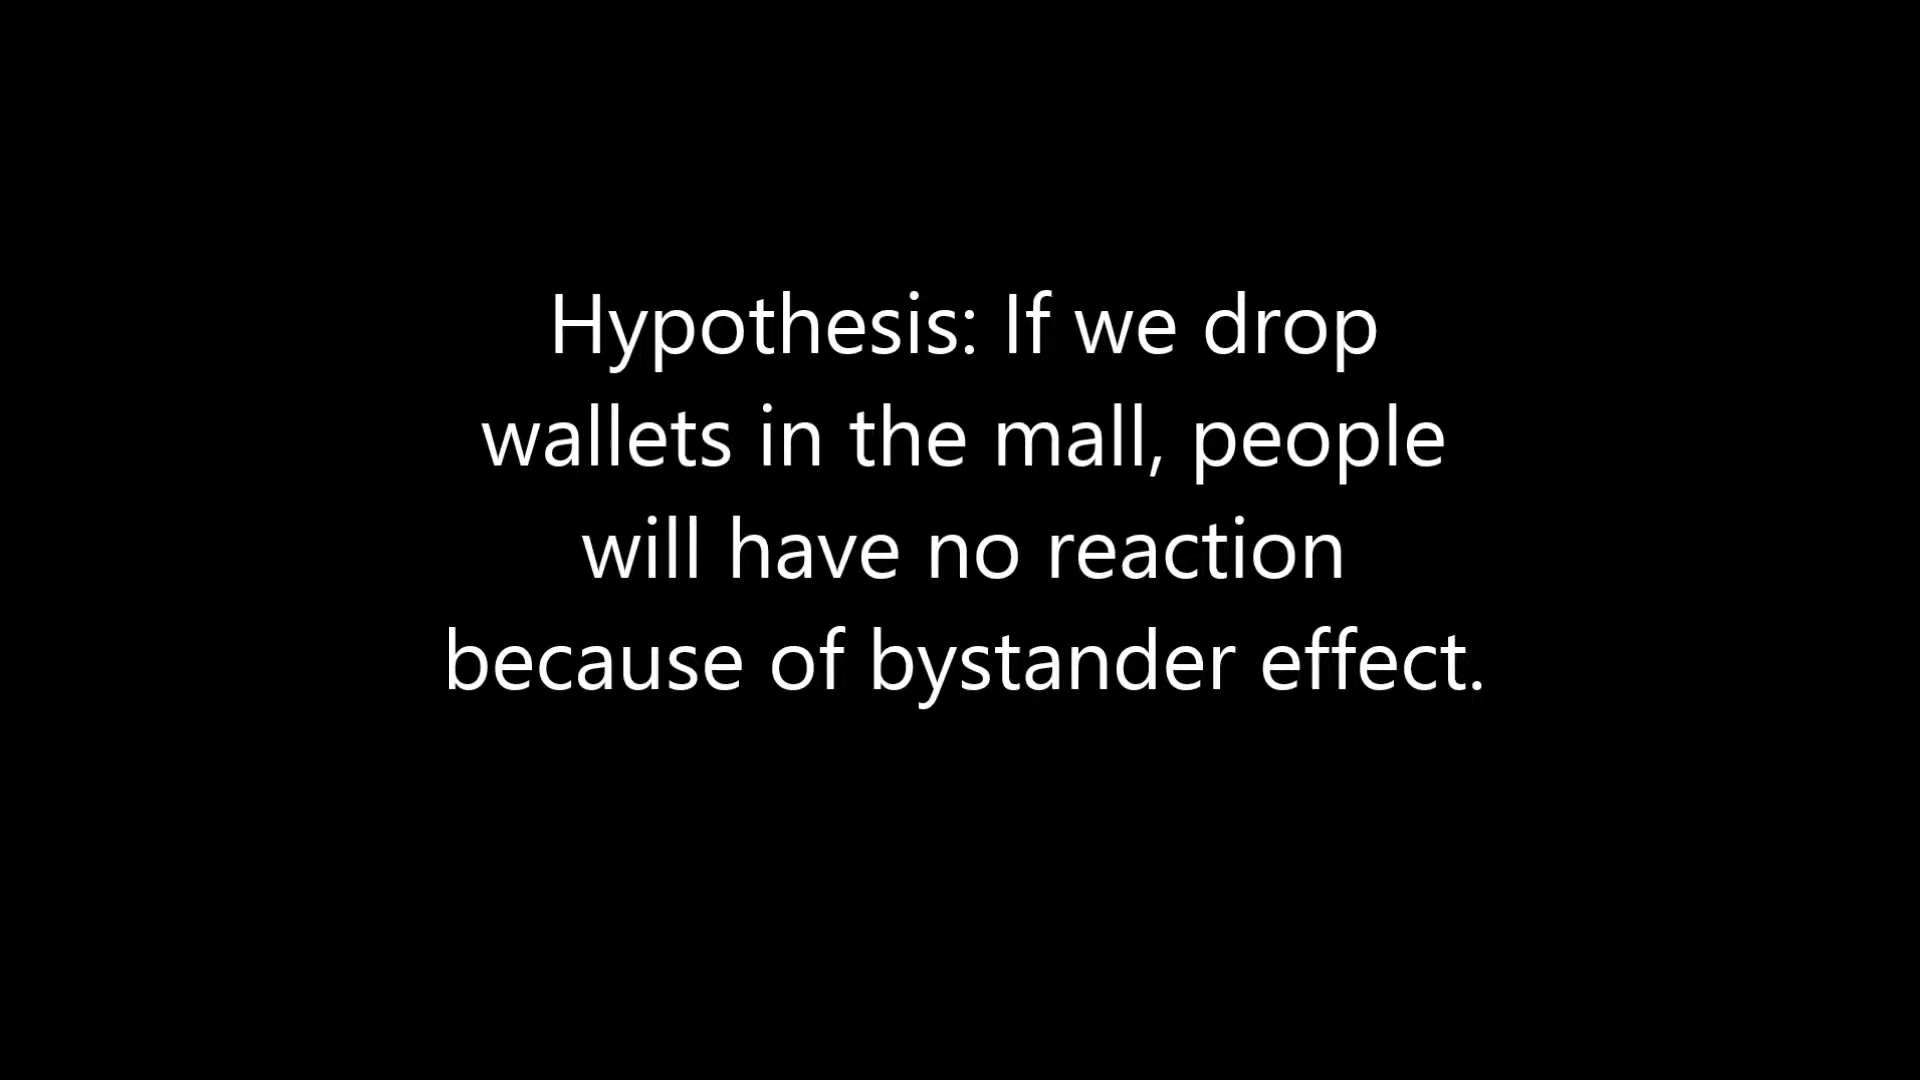 Hypothesis: If we drop
wallets in the mall, people
will have no reaction
because of bystander effect.